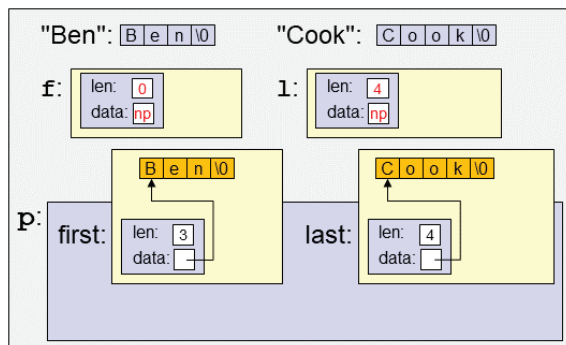 "Ben": B e n \0 "Cook": C o o k \0
f: len: 0 l: len: 4
data: np data: np
B e n \0 C o o k \0
p: first: len: 3 last: len: 4
data: data: